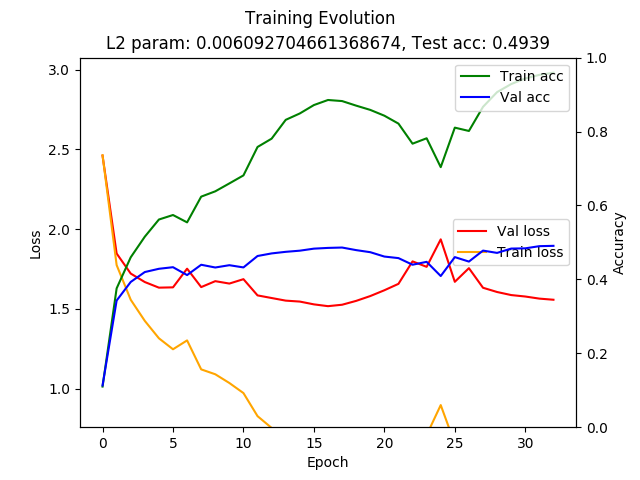 Training Evolution
L2 param: 0.006092704661368674, Test acc: 0.4939
3.0
2.5
2.0
1.5
1.0
Loss
0
5
10
15
20
25
30
Epoch
1.0
0.8
0.6
0.4
0.2
0.0
Accuracy
Train acc
Val acc
Val loss
Train loss